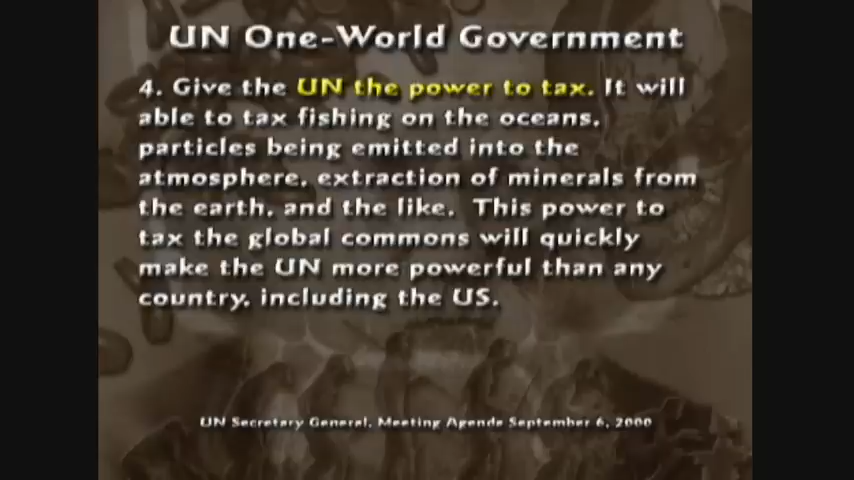 UN One-World Government
4. Give the UN the power to tax. It will
able to tax fishing on the oceans,
particles being emitted into the
atmosphere, extraction of minerals from
the earth, and the like. This power to
tax the global commons will quickly
make the UN more powerful than any
country, including the US.
UN Secretary General, Meeting Agenda September 6, 2000